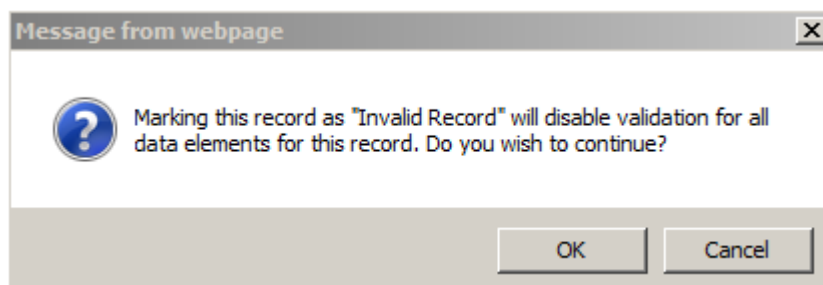 Message from webpage
Marking this record as "Invalid Record" will disable validation for all
data elements for this record. Do you wish to continue?
OK
Cancel